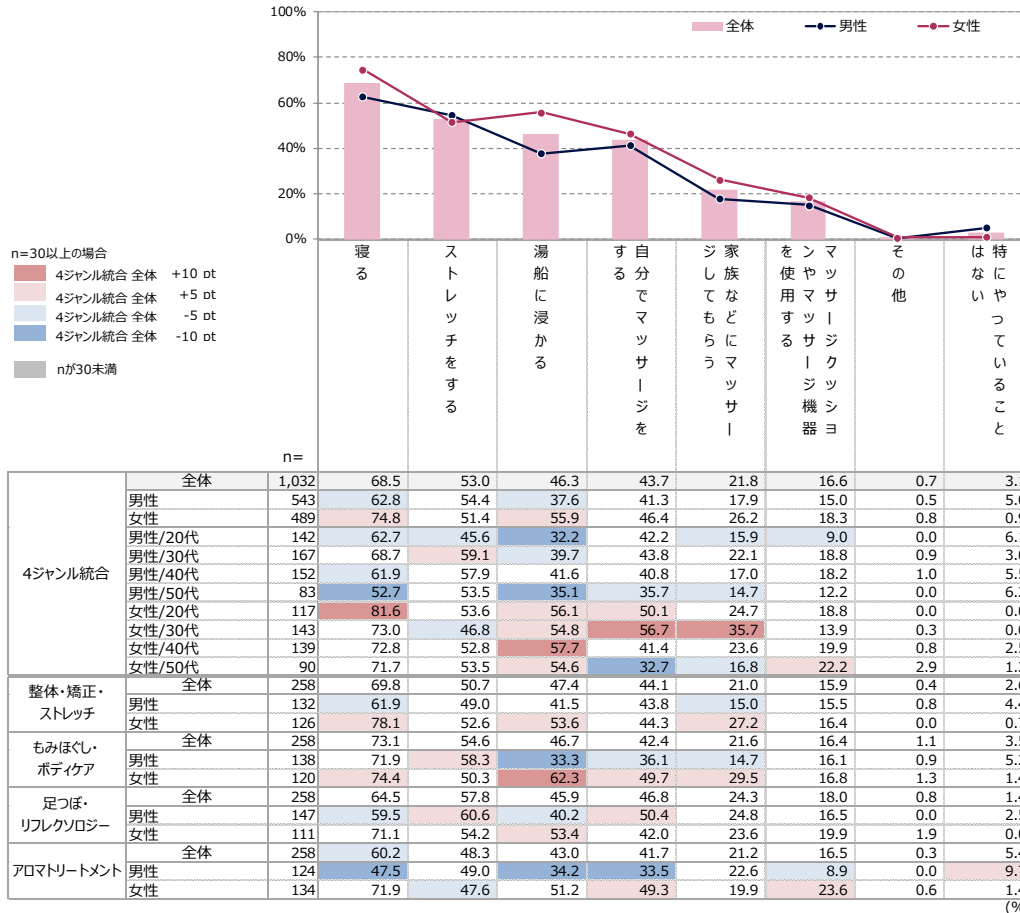 100%
80%
60%
40%
20%
0%
全体 男性 女性
n=30以上の場合
4ジャンル統合 全体 +10 pt
4ジャンル統合 全体 +5 pt
4ジャンル統合 全体 -5 pt
4ジャンル統合 全体 -10 pt
nが30未満
寝る
ストレッチをする
湯船に浸かる
自分でマッサージを
する
家族などにマッサー
ジしてもらう
マッサージクッショ
ンやマッサージ機器
を使用する
その他
特にやっていること
はない
n=
4ジャンル統合
全体 1,032 68.5 53.0 46.3 43.7 21.8 16.6 0.7
男性 543 62.8 54.4 37.6 41.3 17.9 15.0 0.5
女性 489 74.8 51.4 55.9 46.4 26.2 18.3 0.8
男性/20代 142 62.7 45.6 32.2 42.2 15.9 9.0 0.0
男性/30代 167 68.7 59.1 39.7 43.8 22.1 18.8 0.9
男性/40代 152 61.9 57.9 41.6 40.8 17.0 18.2 1.0
男性/50代 83 52.7 53.5 35.1 35.7 14.7 12.2 0.0
女性/20代 117 81.6 53.6 56.1 50.1 24.7 18.8 0.0
女性/30代 143 73.0 46.8 54.8 56.7 35.7 13.9 0.3
女性/40代 139 72.8 52.8 57.7 41.4 23.6 19.9 0.8
女性/50代 90 71.7 53.5 54.6 32.7 16.8 22.2 2.9
整体・矯正・
ストレッチ
全体 258 69.8 50.7 47.4 44.1 21.0 15.9 0.4
男性 132 61.9 49.0 41.5 43.8 15.0 15.5 0.8
女性 126 78.1 52.6 53.6 44.3 27.2 16.4 0.0
もみほぐし・
ボディケア
全体 258 73.1 54.6 46.7 42.4 21.6 16.4 1.1
男性 138 71.9 58.3 33.3 36.1 14.7 16.1 0.9
女性 120 74.4 50.3 62.3 49.7 29.5 16.8 1.3
足つぼ・
リフレクソロジー
全体 258 64.5 57.8 45.9 46.8 24.3 18.0 0.8
男性 147 59.5 60.6 40.2 50.4 24.8 16.5 0.0
女性 111 71.1 54.2 53.4 42.0 23.6 19.9 1.9
アロマトリートメント
全体 258 60.2 48.3 43.0 41.7 21.2 16.5 0.3
男性 124 47.5 49.0 34.2 33.5 22.6 8.9 0.0
女性 134 71.9 47.6 51.2 49.3 19.9 23.6 0.6